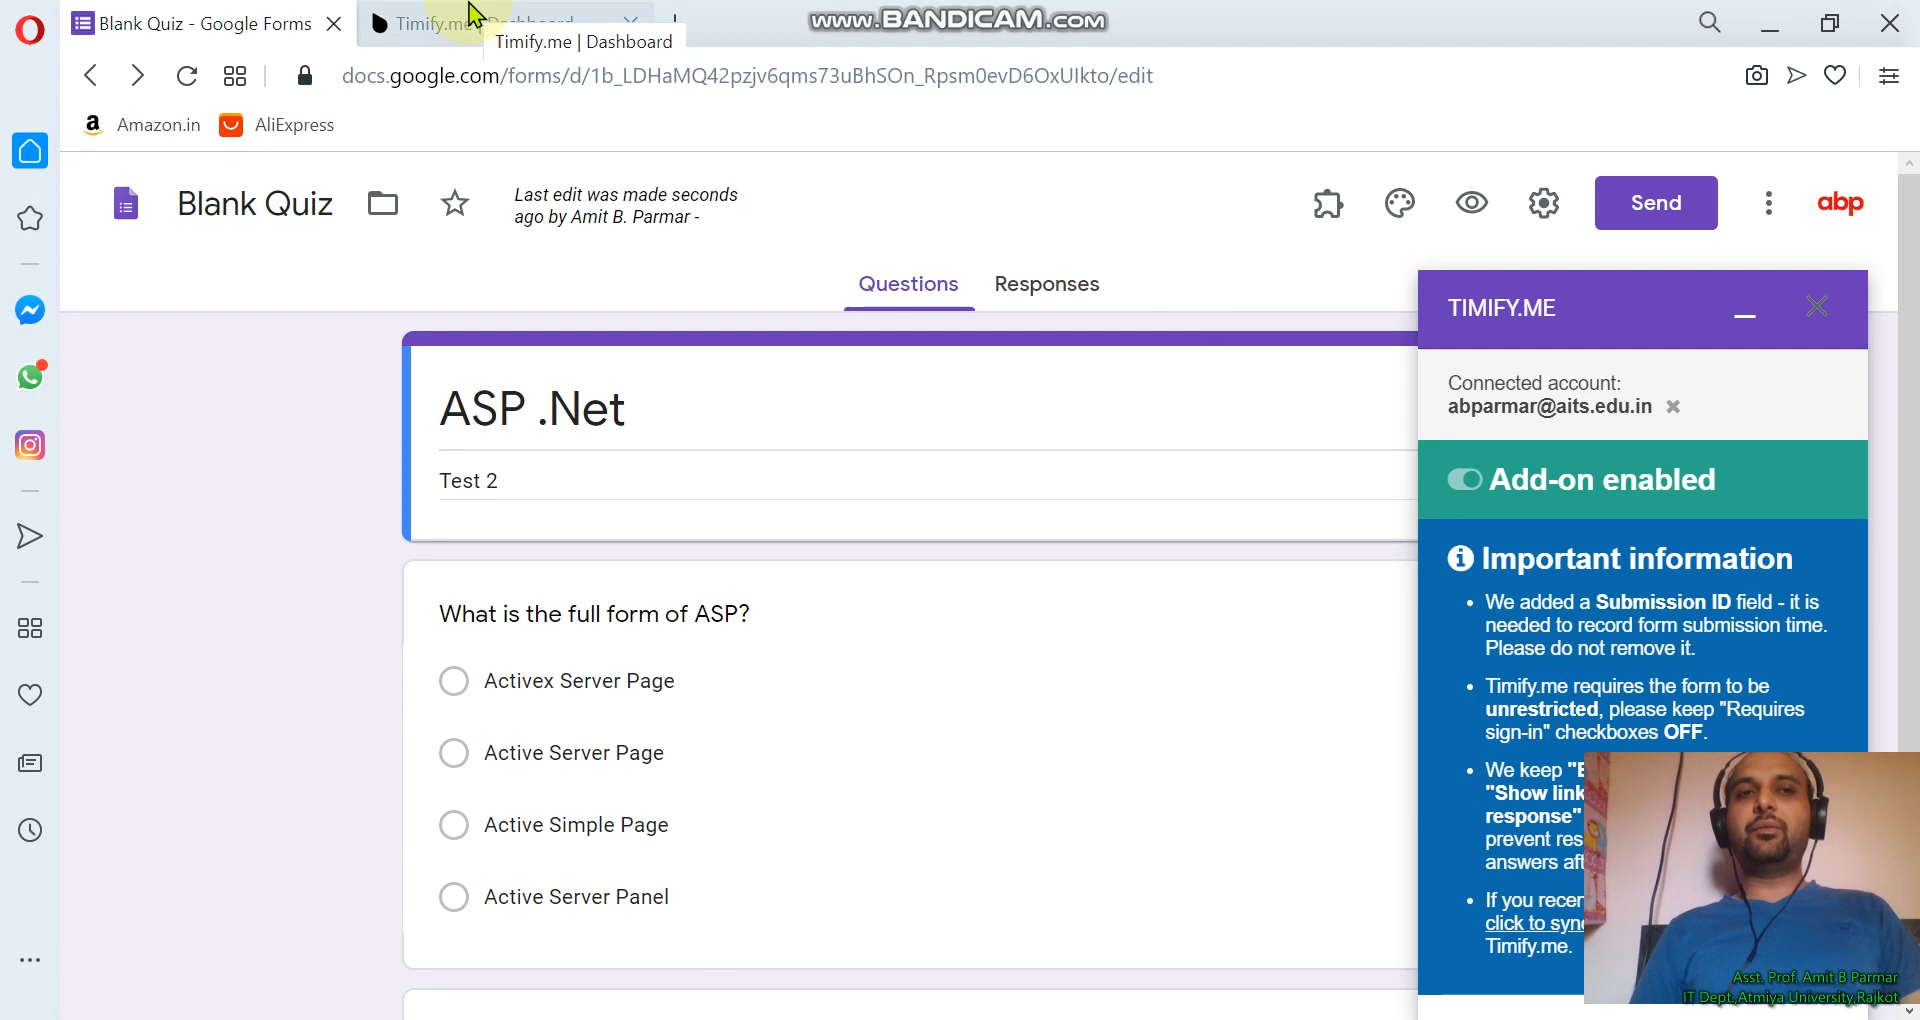 Blank Quiz - Google Forms
Timify.me | Dashboard
www.BANDICAM.com
Timify.me | Dashboard
docs.google.com/forms/d/1b_LDHaMQ42pzjv6qms73uBhSOn_Rpsm0evD6OxUlkto/edit
Amazon.in
AliExpress
Blank Quiz
Last edit was made seconds
ago by Amit B. Parmar -
Send
abp
Questions
Responses
TIMIFY.ME
Connected account:
abparmar@aits.edu.in
Add-on enabled
ASP .Net
Test 2
Important information
• We added a Submission ID field - it is
needed to record form submission time.
Please do not remove it.
• Timify.me requires the form to be
unrestricted, please keep "Requires
sign-in" checkboxes OFF.
• We keep "E
"Show link
response"
prevent res
answers aft
• If you recen
click to sync
Timify.me.
What is the full form of ASP?
Activex Server Page
Active Server Page
Active Simple Page
Active Server Panel
Asst. Prof. Amit B Parmar
IT Dept.,Atmiya University,Rajkot